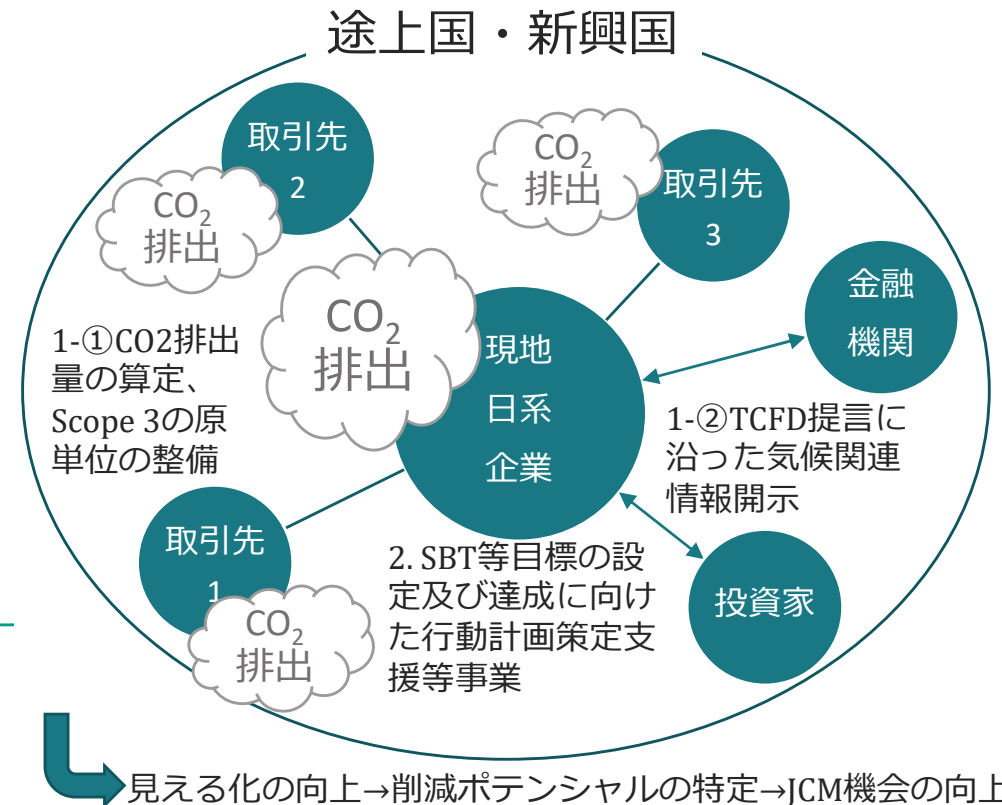 途上国・新興国
取引先
2
CO2
排出
CO2
排出
取引先
3
金融
機関
CO2
排出
現地
日系
企業
1-①CO2排出
量の算定、
Scope 3の原
単位の整備
1-②TCFD提言に
沿った気候関連
情報開示
取引先
1
CO2
排出
2. SBT等目標の設
定及び達成に向け
た行動計画策定支
援等事業
投資家
見える化の向上→削減ポテンシャルの特定→JCM機会の向上